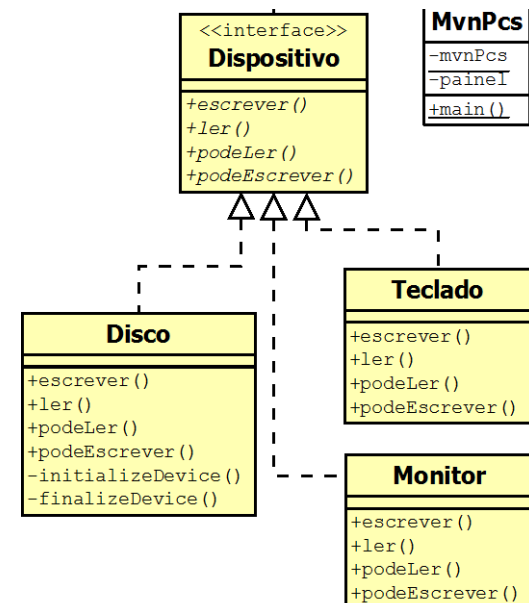 <<interface>>
Dispositivo
+escrever()
+ler()
+podeLer()
+podeEscrever()
MvnPcs
-mvnPcs
-painel
+main()
Disco
+escrever()
+ler()
+podeLer()
+podeEscrever()
-initializeDevice()
-finalizeDevice()
Teclado
+escrever()
+ler()
+podeLer()
+podeEscrever()
Monitor
+escrever()
+ler()
+podeLer()
+podeEscrever()